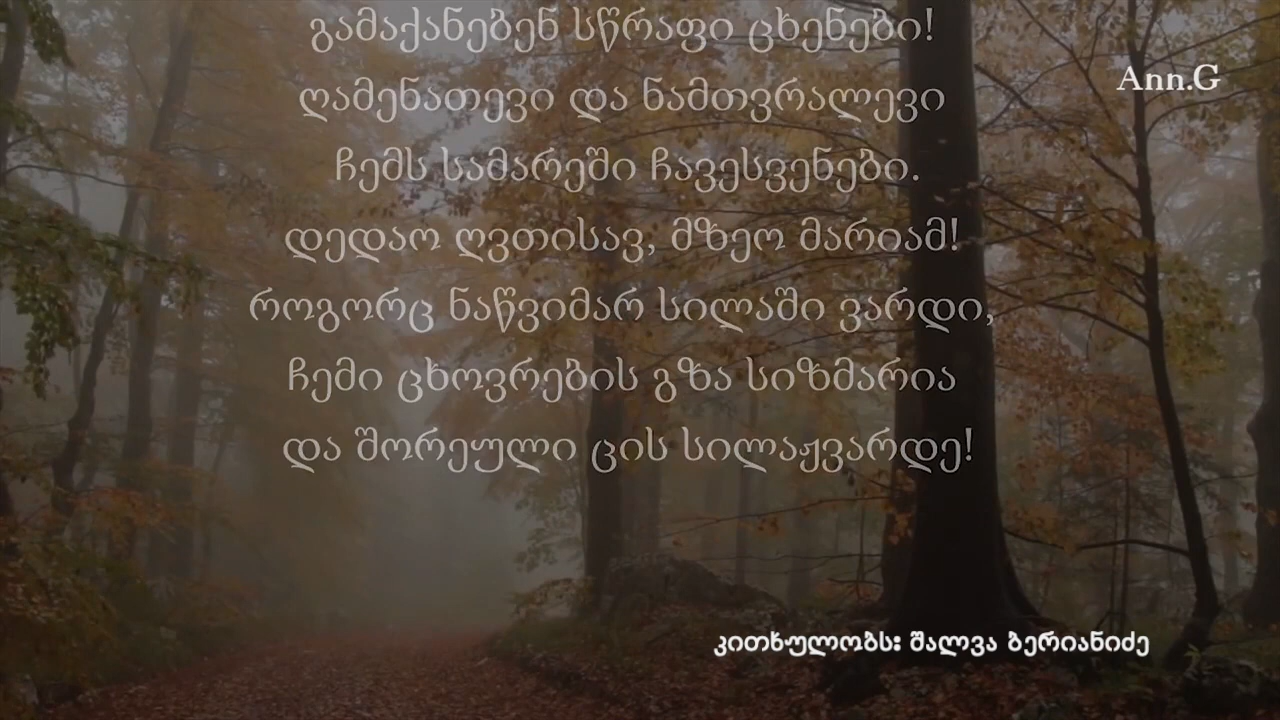 გამაქანებენ სწრაფი ცხენები!
Ann.G
ღამენათევი და ნამთვრალევი
ჩემს სამარეში ჩავესვენები.
დედაო ღვთისავ, მზეო მარიამ!
როგორც ნაწვიმარ სილაში ვარდი,
ჩემი ცხოვრების გზა სიზმარია
და შორეული ცის სილაჟვარდე!
კითხულობს: შალვა ბერიანიძე